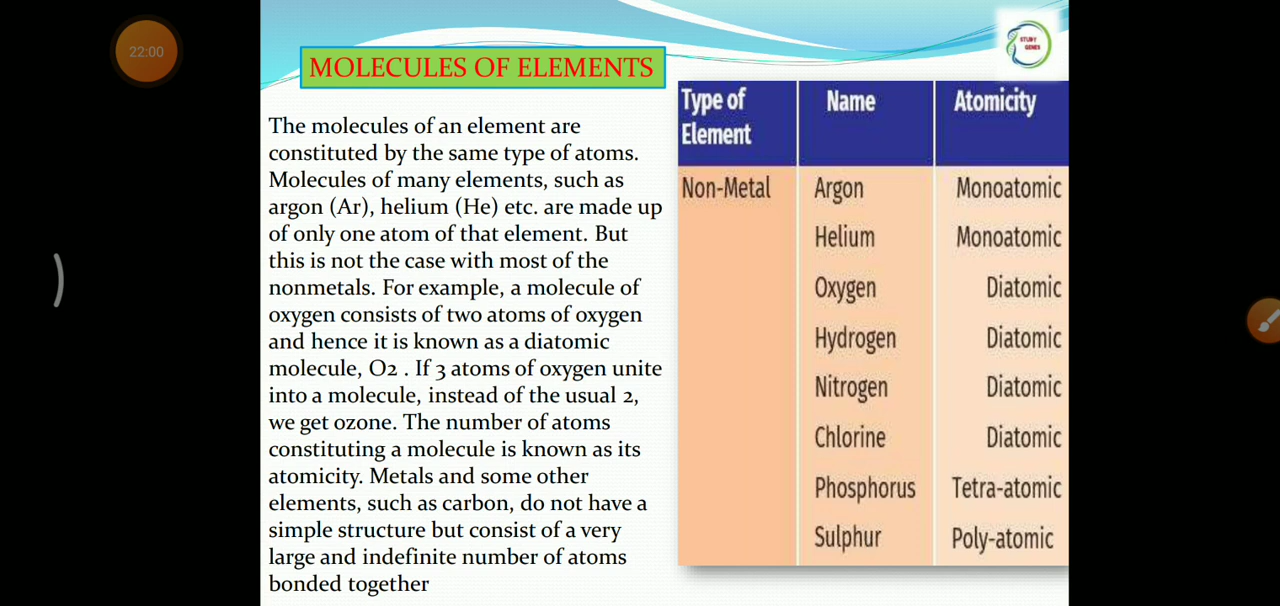 22:00
STUDY
GENES
MOLECULES OF ELEMENTS
The molecules of an element are
constituted by the same type of atoms.
Molecules of many elements, such as
argon (Ar), helium (He) etc. are made up
of only one atom of that element. But
this is not the case with most of the
nonmetals. For example, a molecule of
oxygen consists of two atoms of oxygen
and hence it is known as a diatomic
molecule, O2 . If 3 atoms of oxygen unite
into a molecule, instead of the usual 2,
we get ozone. The number of atoms
constituting a molecule is known as its
atomicity. Metals and some other
elements, such as carbon, do not have a
simple structure but consist of a very
large and indefinite number of atoms
bonded together
Type of Name Atomicity
Element
Non-Metal Argon Monoatomic
Helium Monoatomic
Oxygen Diatomic
Hydrogen Diatomic
Nitrogen Diatomic
Chlorine Diatomic
Phosphorus Tetra-atomic
Sulphur Poly-atomic